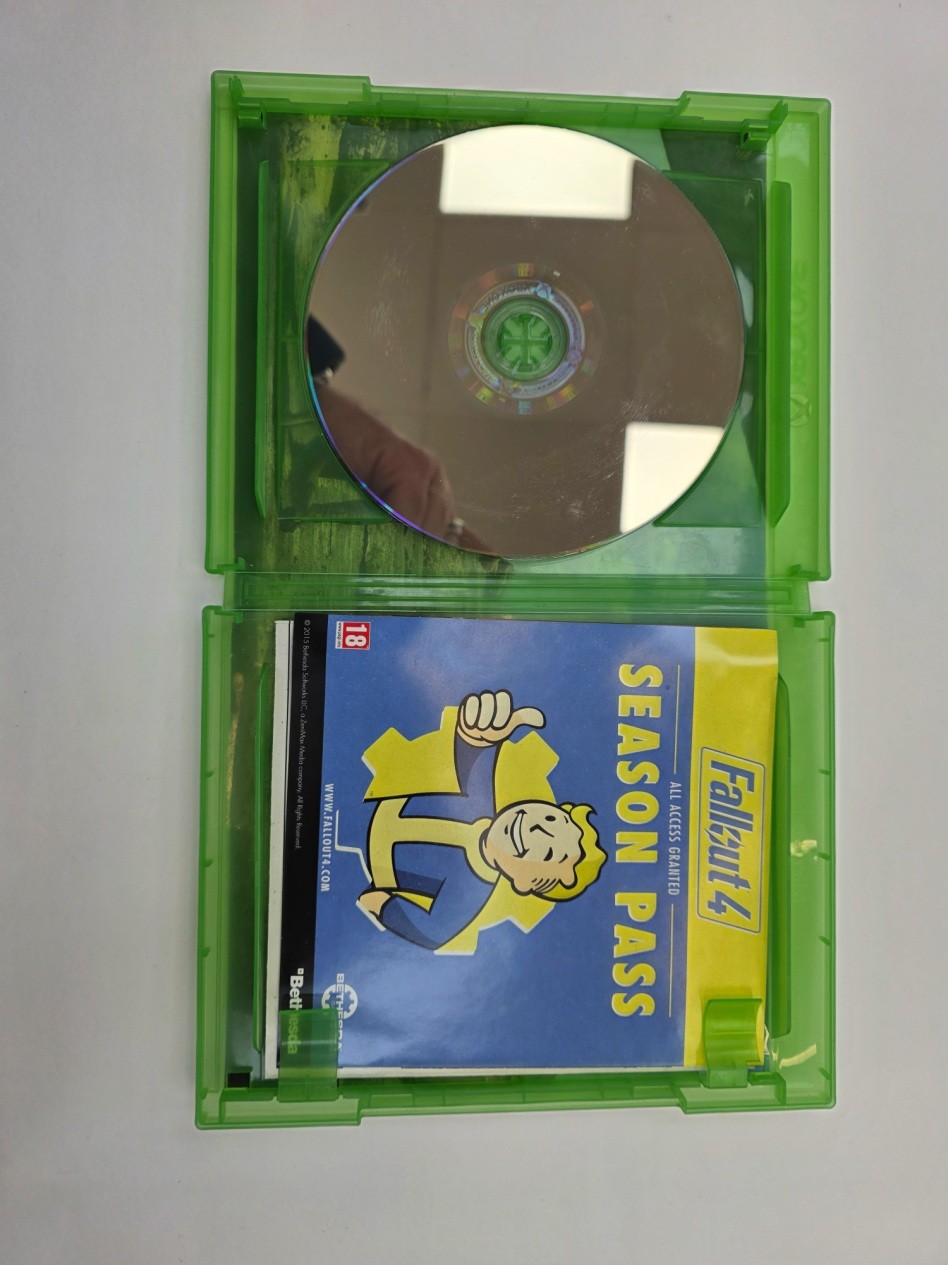 Fallout 4
ALL ACCESS GRANTED
SEASON PASS
WWW.FALLOUT4.COM
18
© 2015 Bethesda Softworks LLC, a ZeniMax Media company. All Rights Reserved.
Bethesda
XBOX